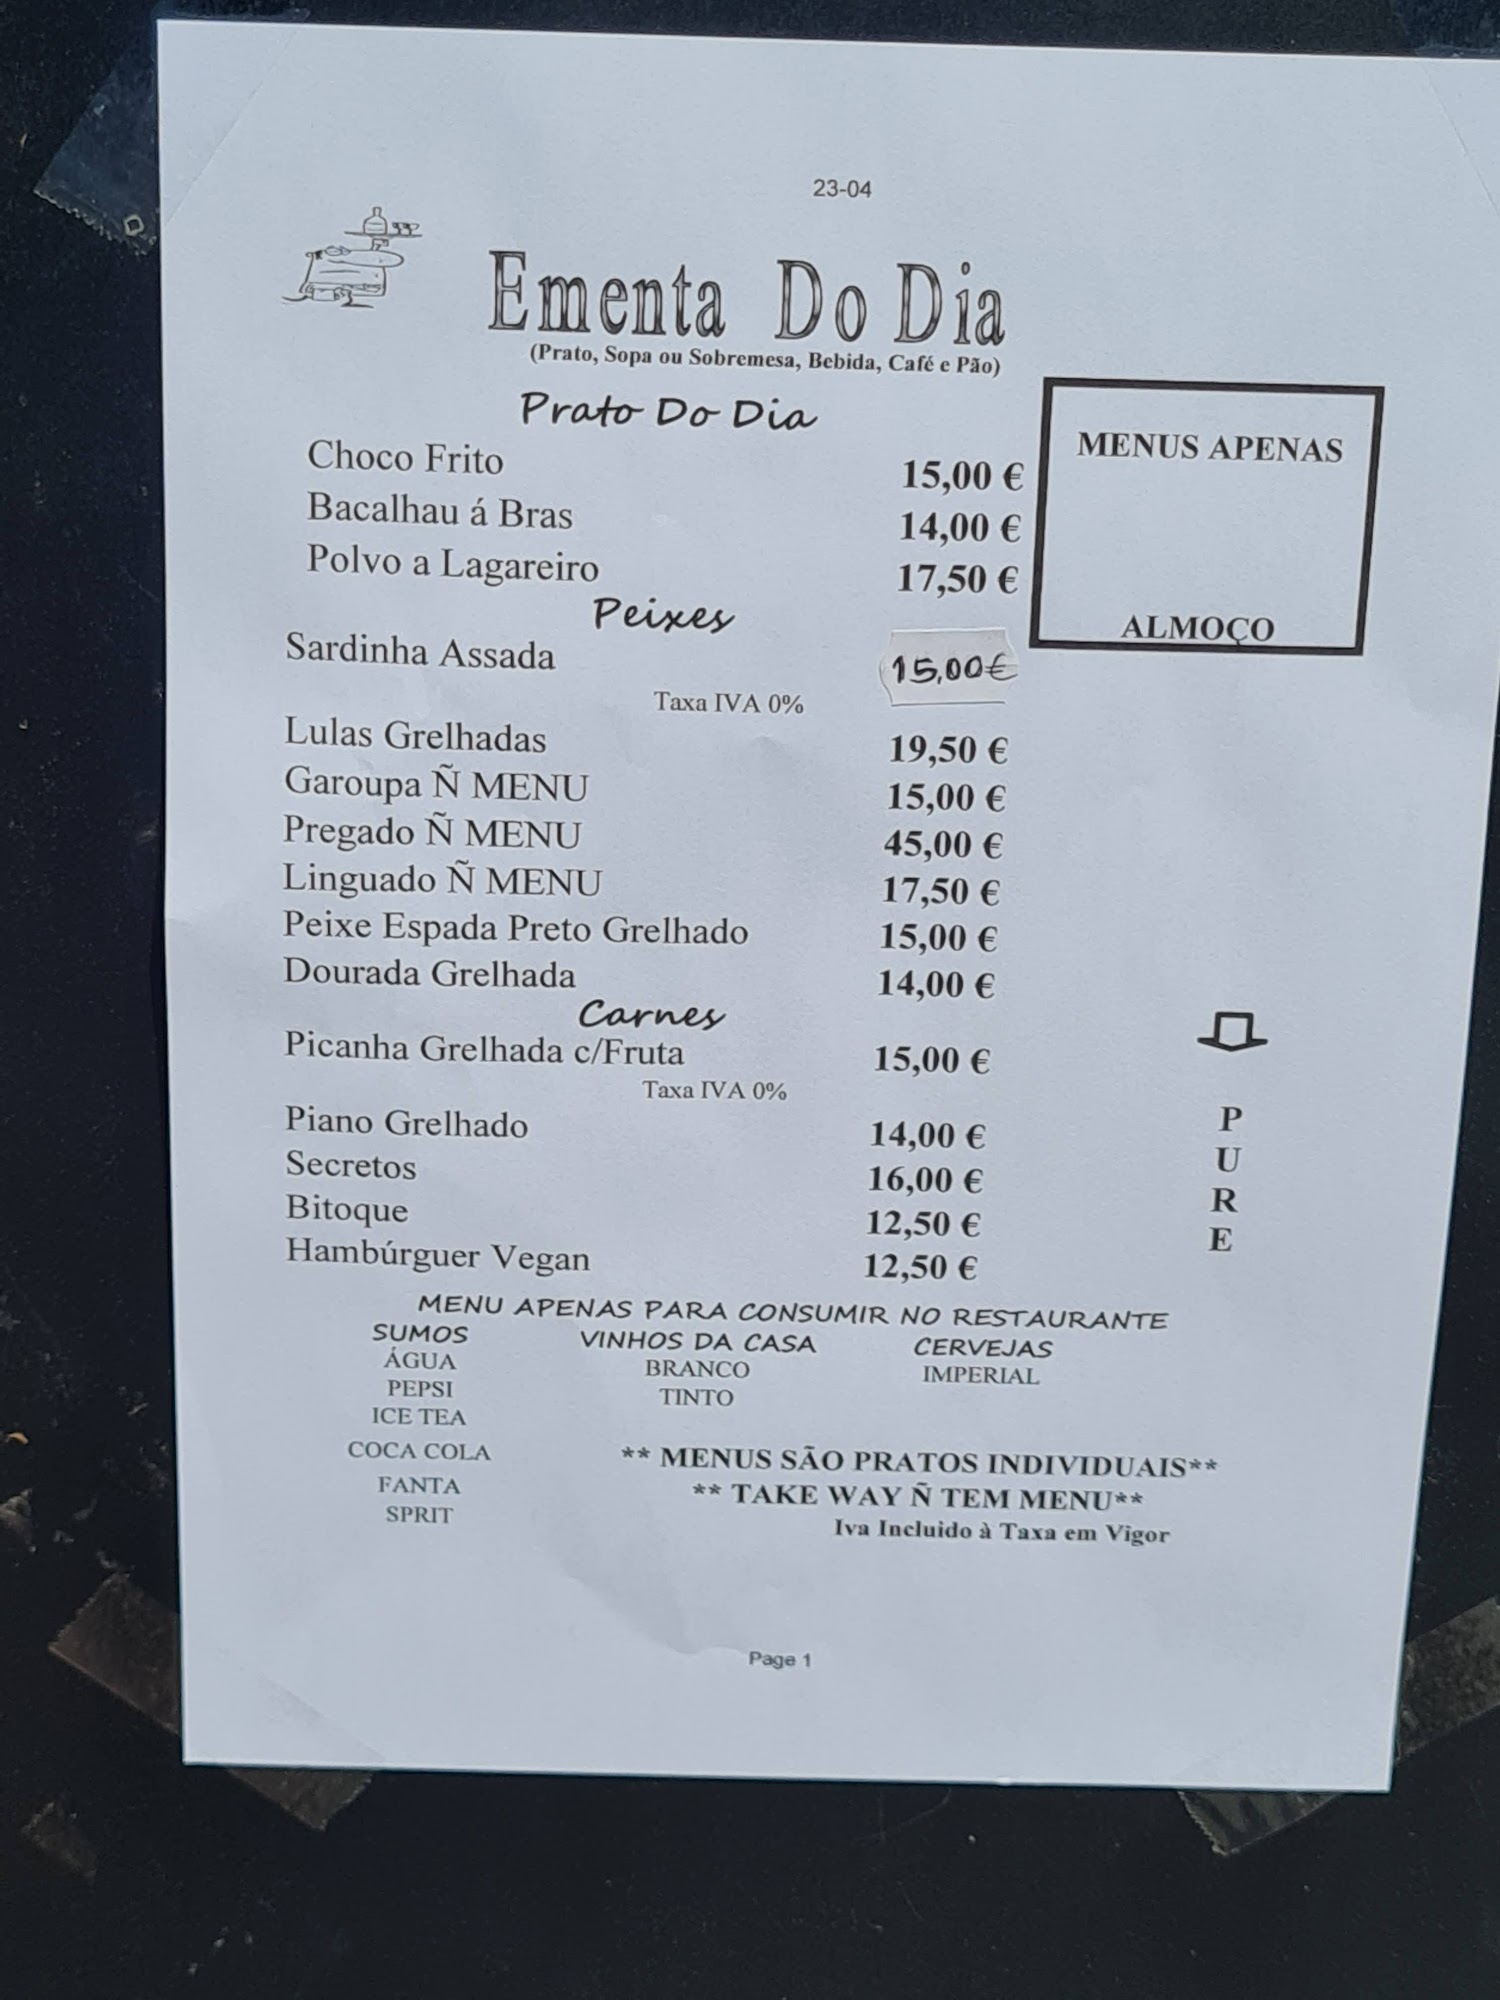 23-04
Ementa Do Dia
(Prato, Sopa ou Sobremesa, Bebida, Café e Pão)
Prato Do Dia
MENUS APENAS
ALMOÇO
Choco Frito 15,00 €
Bacalhau á Bras 14,00 €
Polvo a Lagareiro 17,50 €
Peixes
Sardinha Assada 15,00€
Taxa IVA 0%
Lulas Grelhadas 19,50 €
Garoupa Ñ MENU 15,00 €
Pregado Ñ MENU 45,00 €
Linguado Ñ MENU 17,50 €
Peixe Espada Preto Grelhado 15,00 €
Dourada Grelhada 14,00 €
Carnes
Picanha Grelhada c/Fruta 15,00 €
Taxa IVA 0%
Piano Grelhado 14,00 €
Secretos 16,00 €
Bitoque 12,50 €
Hambúrguer Vegan 12,50 €
P
U
R
E
MENU APENAS PARA CONSUMIR NO RESTAURANTE
SUMOS VINHOS DA CASA CERVEJAS
ÁGUA BRANCO IMPERIAL
PEPSI TINTO
ICE TEA
COCA COLA ** MENUS SÃO PRATOS INDIVIDUAIS**
FANTA ** TAKE WAY Ñ TEM MENU**
SPRIT Iva Incluido à Taxa em Vigor
Page 1